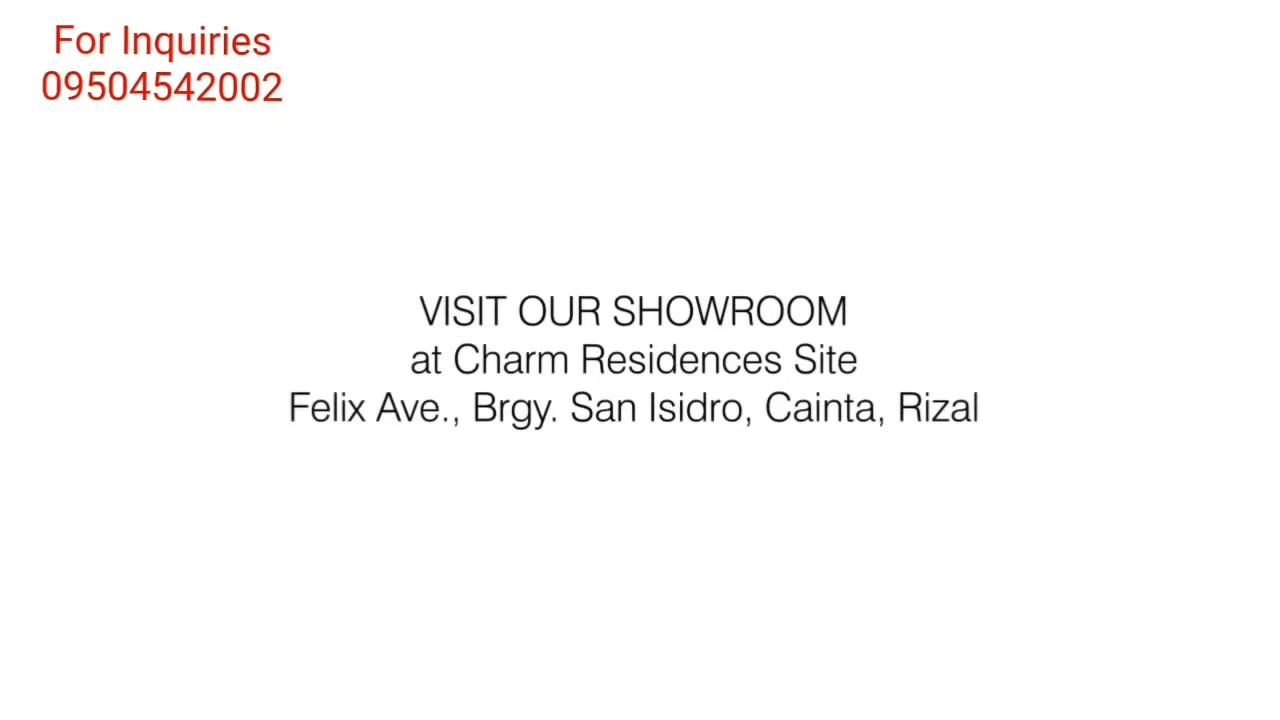 For Inquiries
09504542002
VISIT OUR SHOWROOM
at Charm Residences Site
Felix Ave., Brgy. San Isidro, Cainta, Rizal